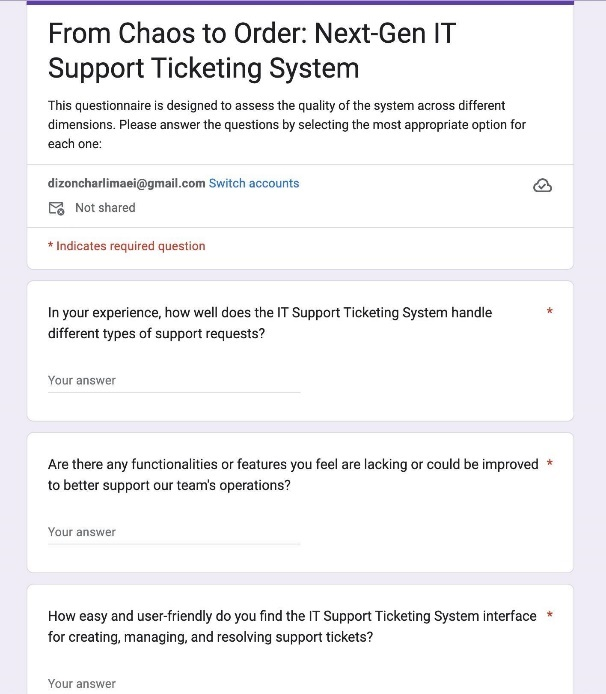 From Chaos to Order: Next-Gen IT
Support Ticketing System
This questionnaire is designed to assess the quality of the system across different
dimensions. Please answer the questions by selecting the most appropriate option for
each one:
dizoncharlimaei@gmail.com Switch accounts
Not shared
* Indicates required question
In your experience, how well does the IT Support Ticketing System handle *
different types of support requests?
Your answer
Are there any functionalities or features you feel are lacking or could be improved *
to better support our team's operations?
Your answer
How easy and user-friendly do you find the IT Support Ticketing System interface *
for creating, managing, and resolving support tickets?
Your answer